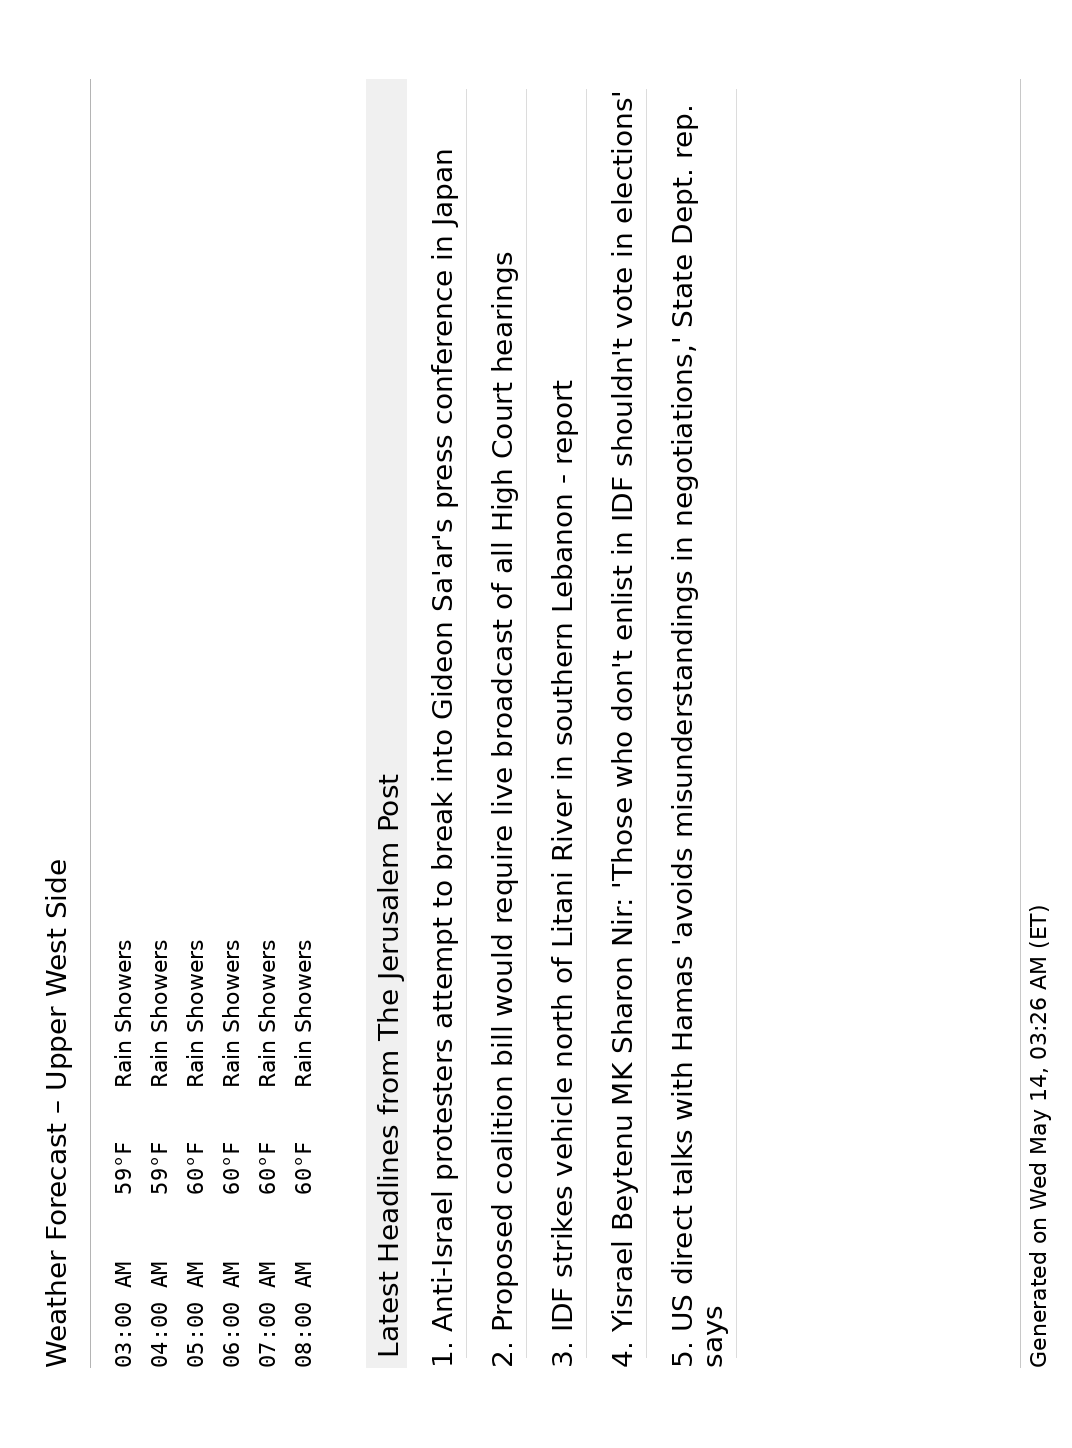 Weather Forecast – Upper West Side
03:00 AM 59°F Rain Showers
04:00 AM 59°F Rain Showers
05:00 AM 60°F Rain Showers
06:00 AM 60°F Rain Showers
07:00 AM 60°F Rain Showers
08:00 AM 60°F Rain Showers
Latest Headlines from The Jerusalem Post
1. Anti-Israel protesters attempt to break into Gideon Sa'ar's press conference in Japan
2. Proposed coalition bill would require live broadcast of all High Court hearings
3. IDF strikes vehicle north of Litani River in southern Lebanon - report
4. Yisrael Beytenu MK Sharon Nir: 'Those who don't enlist in IDF shouldn't vote in elections'
5. US direct talks with Hamas 'avoids misunderstandings in negotiations,' State Dept. rep.
says
Generated on Wed May 14, 03:26 AM (ET)